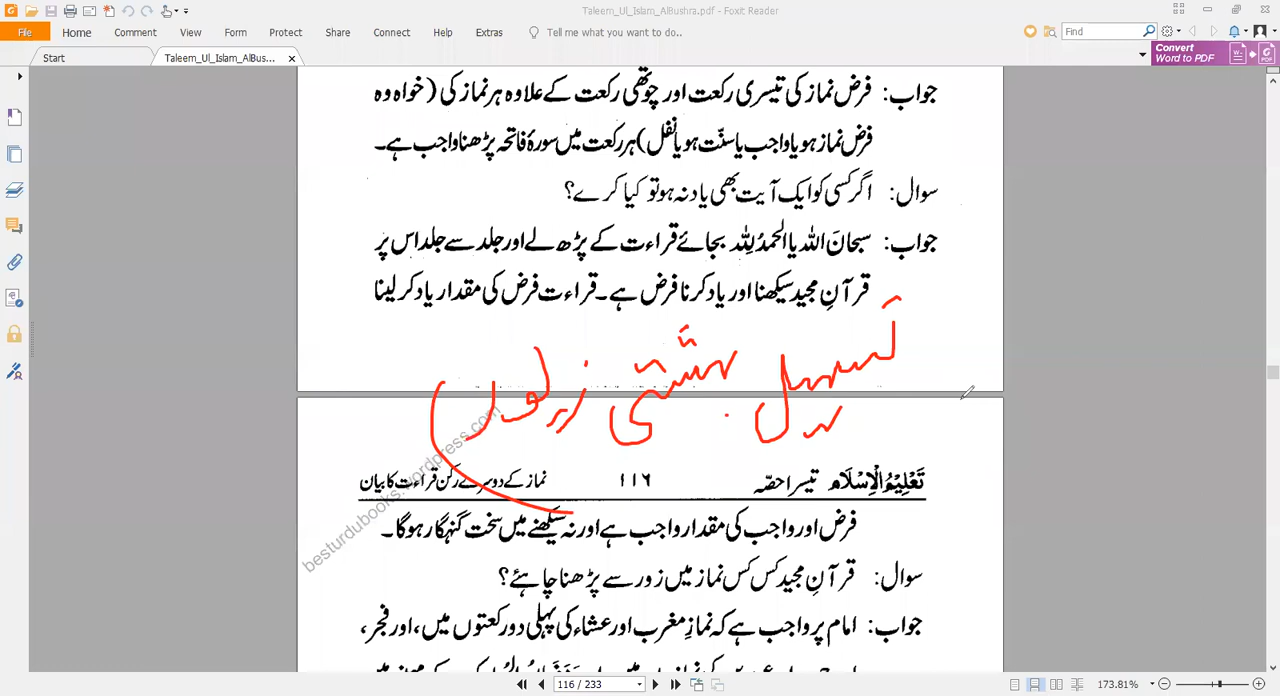 Taleem_Ul_Islam_AlBushra.pdf - Foxit Reader
File Home Comment View Form Protect Share Connect Help Extras Tell me what you want to do.. Find
Start Taleem_Ul_Islam_AlBus...
Convert
Word to PDF
جواب: فرض نماز کی تیسری رکعت اور چوتھی رکعت کے علاوہ ہر نماز کی (خواہ وہ
فرض نماز ہو یا واجب یا سنّت ہو یا نفل) ہر رکعت میں سورۂ فاتحہ پڑھنا واجب ہے۔
سوال: اگر کسی کو ایک آیت بھی یاد نہ ہو تو کیا کرے؟
جواب: سبحانَ اللہ یا الحمدُ لِلّٰہ بجائے قراءت کے پڑھ لے اور جلد سے جلد اس پر
قرآنِ مجید سیکھنا اور یاد کرنا فرض ہے۔ قراءت فرض کی مقدار یاد کر لینا
تسہیل بہشتی زیور
تَعْلِیْمُ الْاِسْلَام تیسرا حصّہ ۱۱۶ نماز کے دوسرے رکن قراءت کا بیان
فرض اور واجب کی مقدار واجب ہے اور نہ سیکھنے میں سخت گنہگار ہوگا۔
سوال: قرآنِ مجید کس کس نماز میں زور سے پڑھنا چاہئے؟
جواب: امام پر واجب ہے کہ نمازِ مغرب اور عشاء کی پہلی دو رکعتوں میں، اور فجر،
besturdubooks.wordpress.com
116 / 233 173.81%